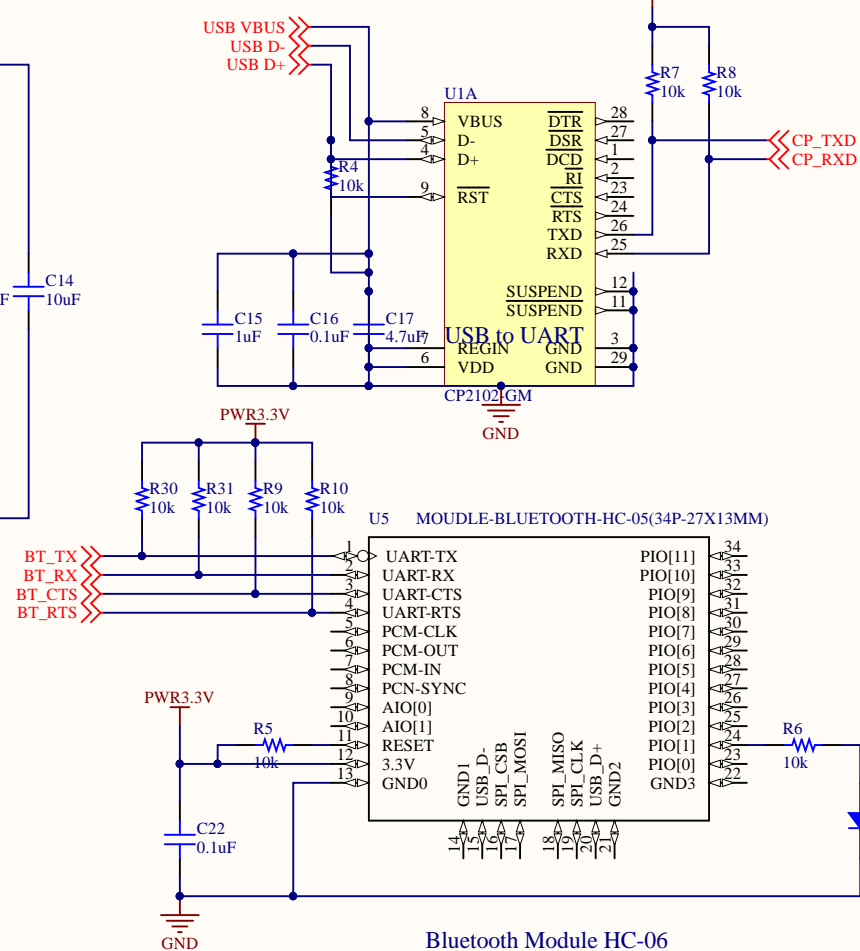 USB VBUS
USB D-
USB D+
U1A
R7
10k
R8
10k
8 VBUS DTR 28
5 D- DSR 27
4 D+ DCD 1
RI 2
9 RST CTS 23
RTS 24
TXD 26
RXD 25
SUSPEND 12
SUSPEND 11
7 REGIN GND 3
6 VDD GND 29
USB to UART
CP2102-GM
GND
CP_TXD
CP_RXD
R4
10k
C14
10uF
F
C15
1uF
C16
0.1uF
C17
4.7uF
PWR3.3V
R30
10k
R31
10k
R9
10k
R10
10k
U5 MOUDLE-BLUETOOTH-HC-05(34P-27X13MM)
BT_TX 1 UART-TX PIO[11] 34
BT_RX 2 UART-RX PIO[10] 33
BT_CTS 3 UART-CTS PIO[9] 32
BT_RTS 4 UART-RTS PIO[8] 31
5 PCM-CLK PIO[7] 30
6 PCM-OUT PIO[6] 29
7 PCM-IN PIO[5] 28
8 PCN-SYNC PIO[4] 27
9 AIO[0] PIO[3] 26
10 AIO[1] PIO[2] 25
11 RESET PIO[1] 24
12 3.3V PIO[0] 23
13 GND0 GND3 22
PWR3.3V
R5
10k
R6
10k
GND1
USB_D-
SPI_CSB
SPI_MOSI
SPI_MISO
SPI_CLK
USB_D+
GND2
14
15
16
17
18
19
20
21
C22
0.1uF
GND
Bluetooth Module HC-06